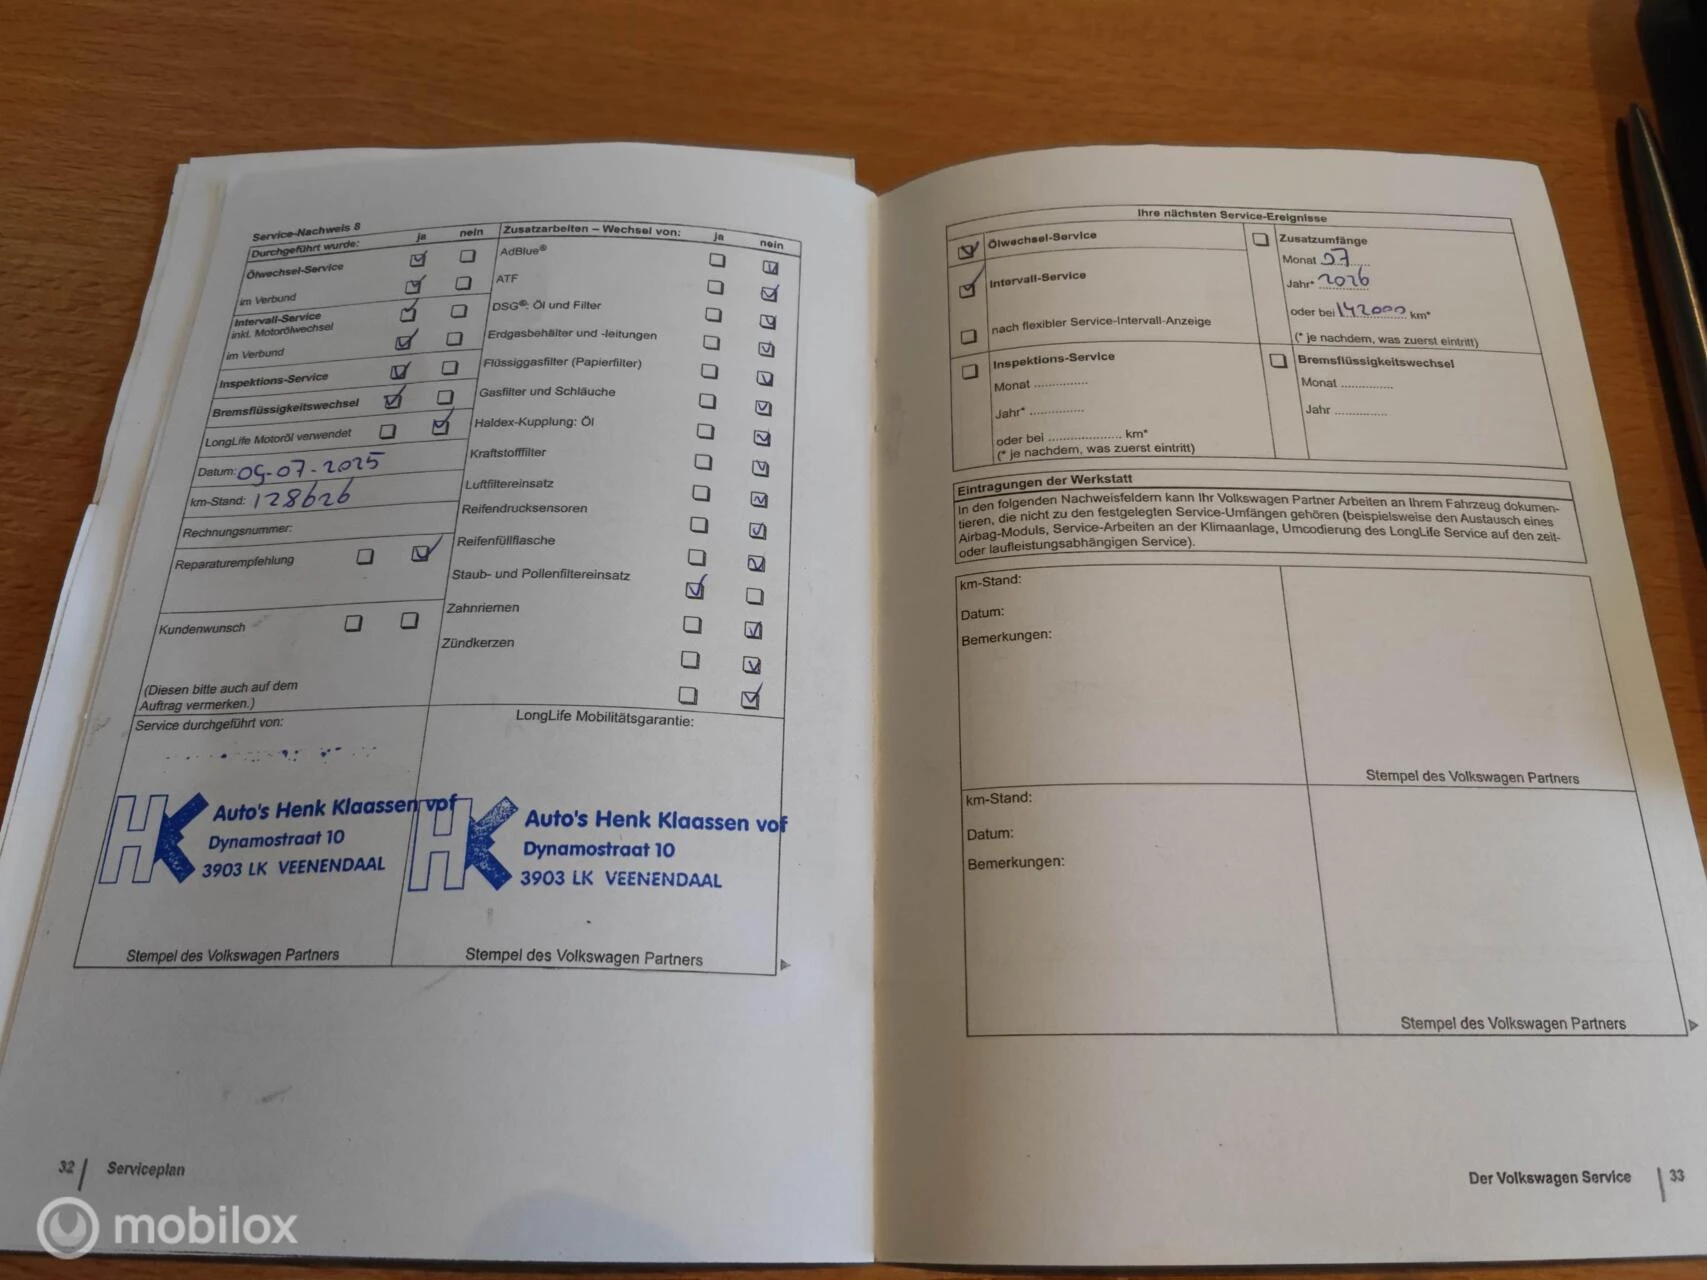 Service-Nachweis 8
Durchgeführt wurde: ja nein
Ölwechsel-Service
im Verbund
Intervall-Service
inkl. Motorölwechsel
im Verbund
Inspektions-Service
Bremsflüssigkeitswechsel
LongLife Motoröl verwendet
Datum: 09-07-2025
km-Stand: 128626
Rechnungsnummer:
Reparaturempfehlung
Kundenwunsch
(Diesen bitte auch auf dem
Auftrag vermerken.)
Zusatzarbeiten – Wechsel von: ja nein
AdBlue®
ATF
DSG®: Öl und Filter
Erdgasbehälter und -leitungen
Flüssiggasfilter (Papierfilter)
Gasfilter und Schläuche
Haldex-Kupplung: Öl
Kraftstofffilter
Luftfiltereinsatz
Reifendrucksensoren
Reifenfüllflasche
Staub- und Pollenfiltereinsatz
Zahnriemen
Zündkerzen
Service durchgeführt von:
Auto's Henk Klaassen vof
Dynamostraat 10
3903 LK VEENENDAAL
Stempel des Volkswagen Partners
LongLife Mobilitätsgarantie:
HK
Auto's Henk Klaassen vof
Dynamostraat 10
3903 LK VEENENDAAL
Stempel des Volkswagen Partners
32 | Serviceplan
Ihre nächsten Service-Ereignisse
Ölwechsel-Service
Intervall-Service
nach flexibler Service-Intervall-Anzeige
Zusatzumfänge
Monat 07
Jahr* 2026
oder bei 142000 km*
(* je nachdem, was zuerst eintritt)
Inspektions-Service
Monat ...............
Jahr* ...............
oder bei .................... km*
(* je nachdem, was zuerst eintritt)
Bremsflüssigkeitswechsel
Monat ..............
Jahr ..............
Eintragungen der Werkstatt
In den folgenden Nachweisfeldern kann Ihr Volkswagen Partner Arbeiten an Ihrem Fahrzeug dokumen-
tieren, die nicht zu den festgelegten Service-Umfängen gehören (beispielsweise den Austausch eines
Airbag-Moduls, Service-Arbeiten an der Klimaanlage, Umcodierung des LongLife Service auf den zeit-
oder laufleistungsabhängigen Service).
km-Stand:
Datum:
Bemerkungen:
Stempel des Volkswagen Partners
km-Stand:
Datum:
Bemerkungen:
Stempel des Volkswagen Partners
Der Volkswagen Service | 33
mobilox